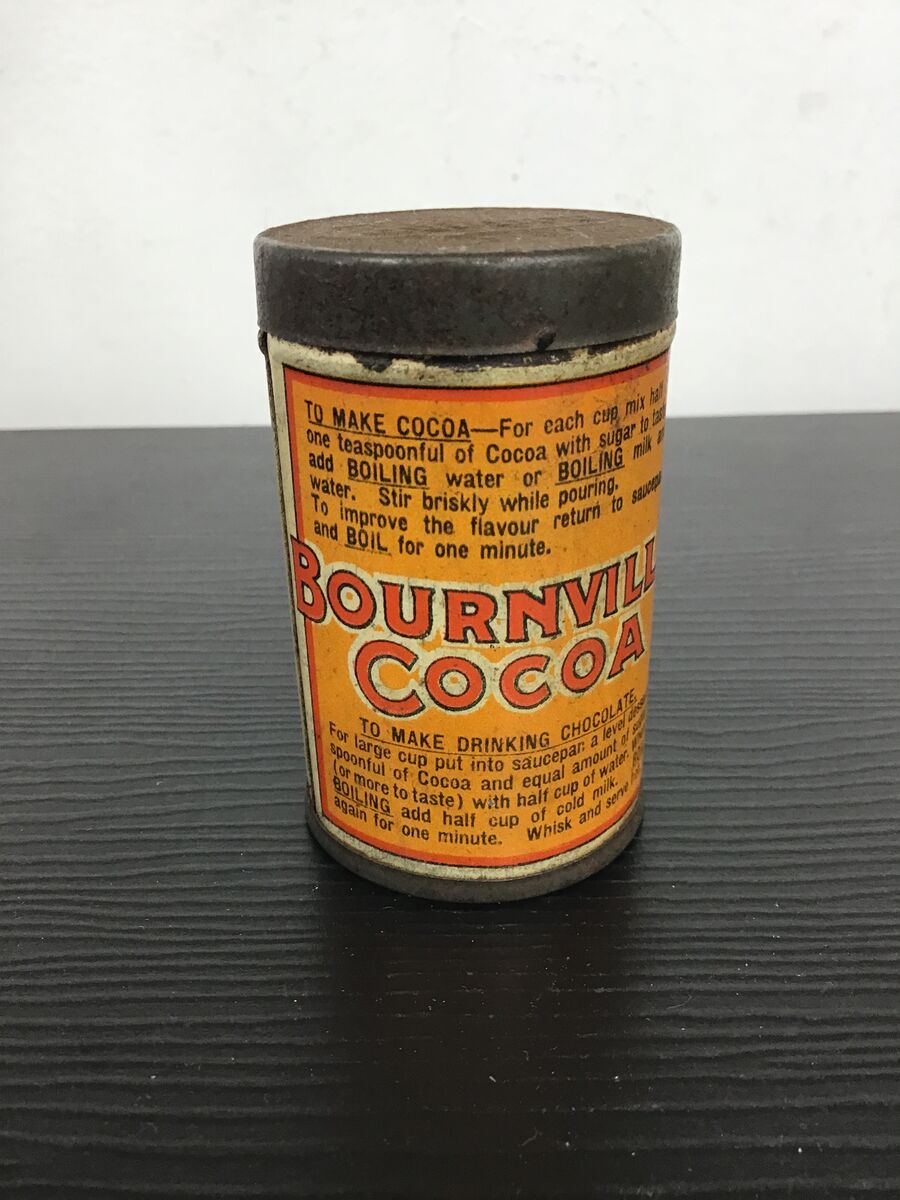 TO MAKE COCOA—For each cup mix half
one teaspoonful of Cocoa with sugar to
add BOILING water or BOILING milk
water. Stir briskly while pouring.
To improve the flavour return to
and BOIL for one minute.
BOURNVILL
COCOA
TO MAKE DRINKING CHOCOLATE.
For large cup put into saucepan a level
spoonful of Cocoa and equal amount of
(or more to taste) with half cup of water.
BOILING add half cup of cold milk.
again for one minute. Whisk and serve